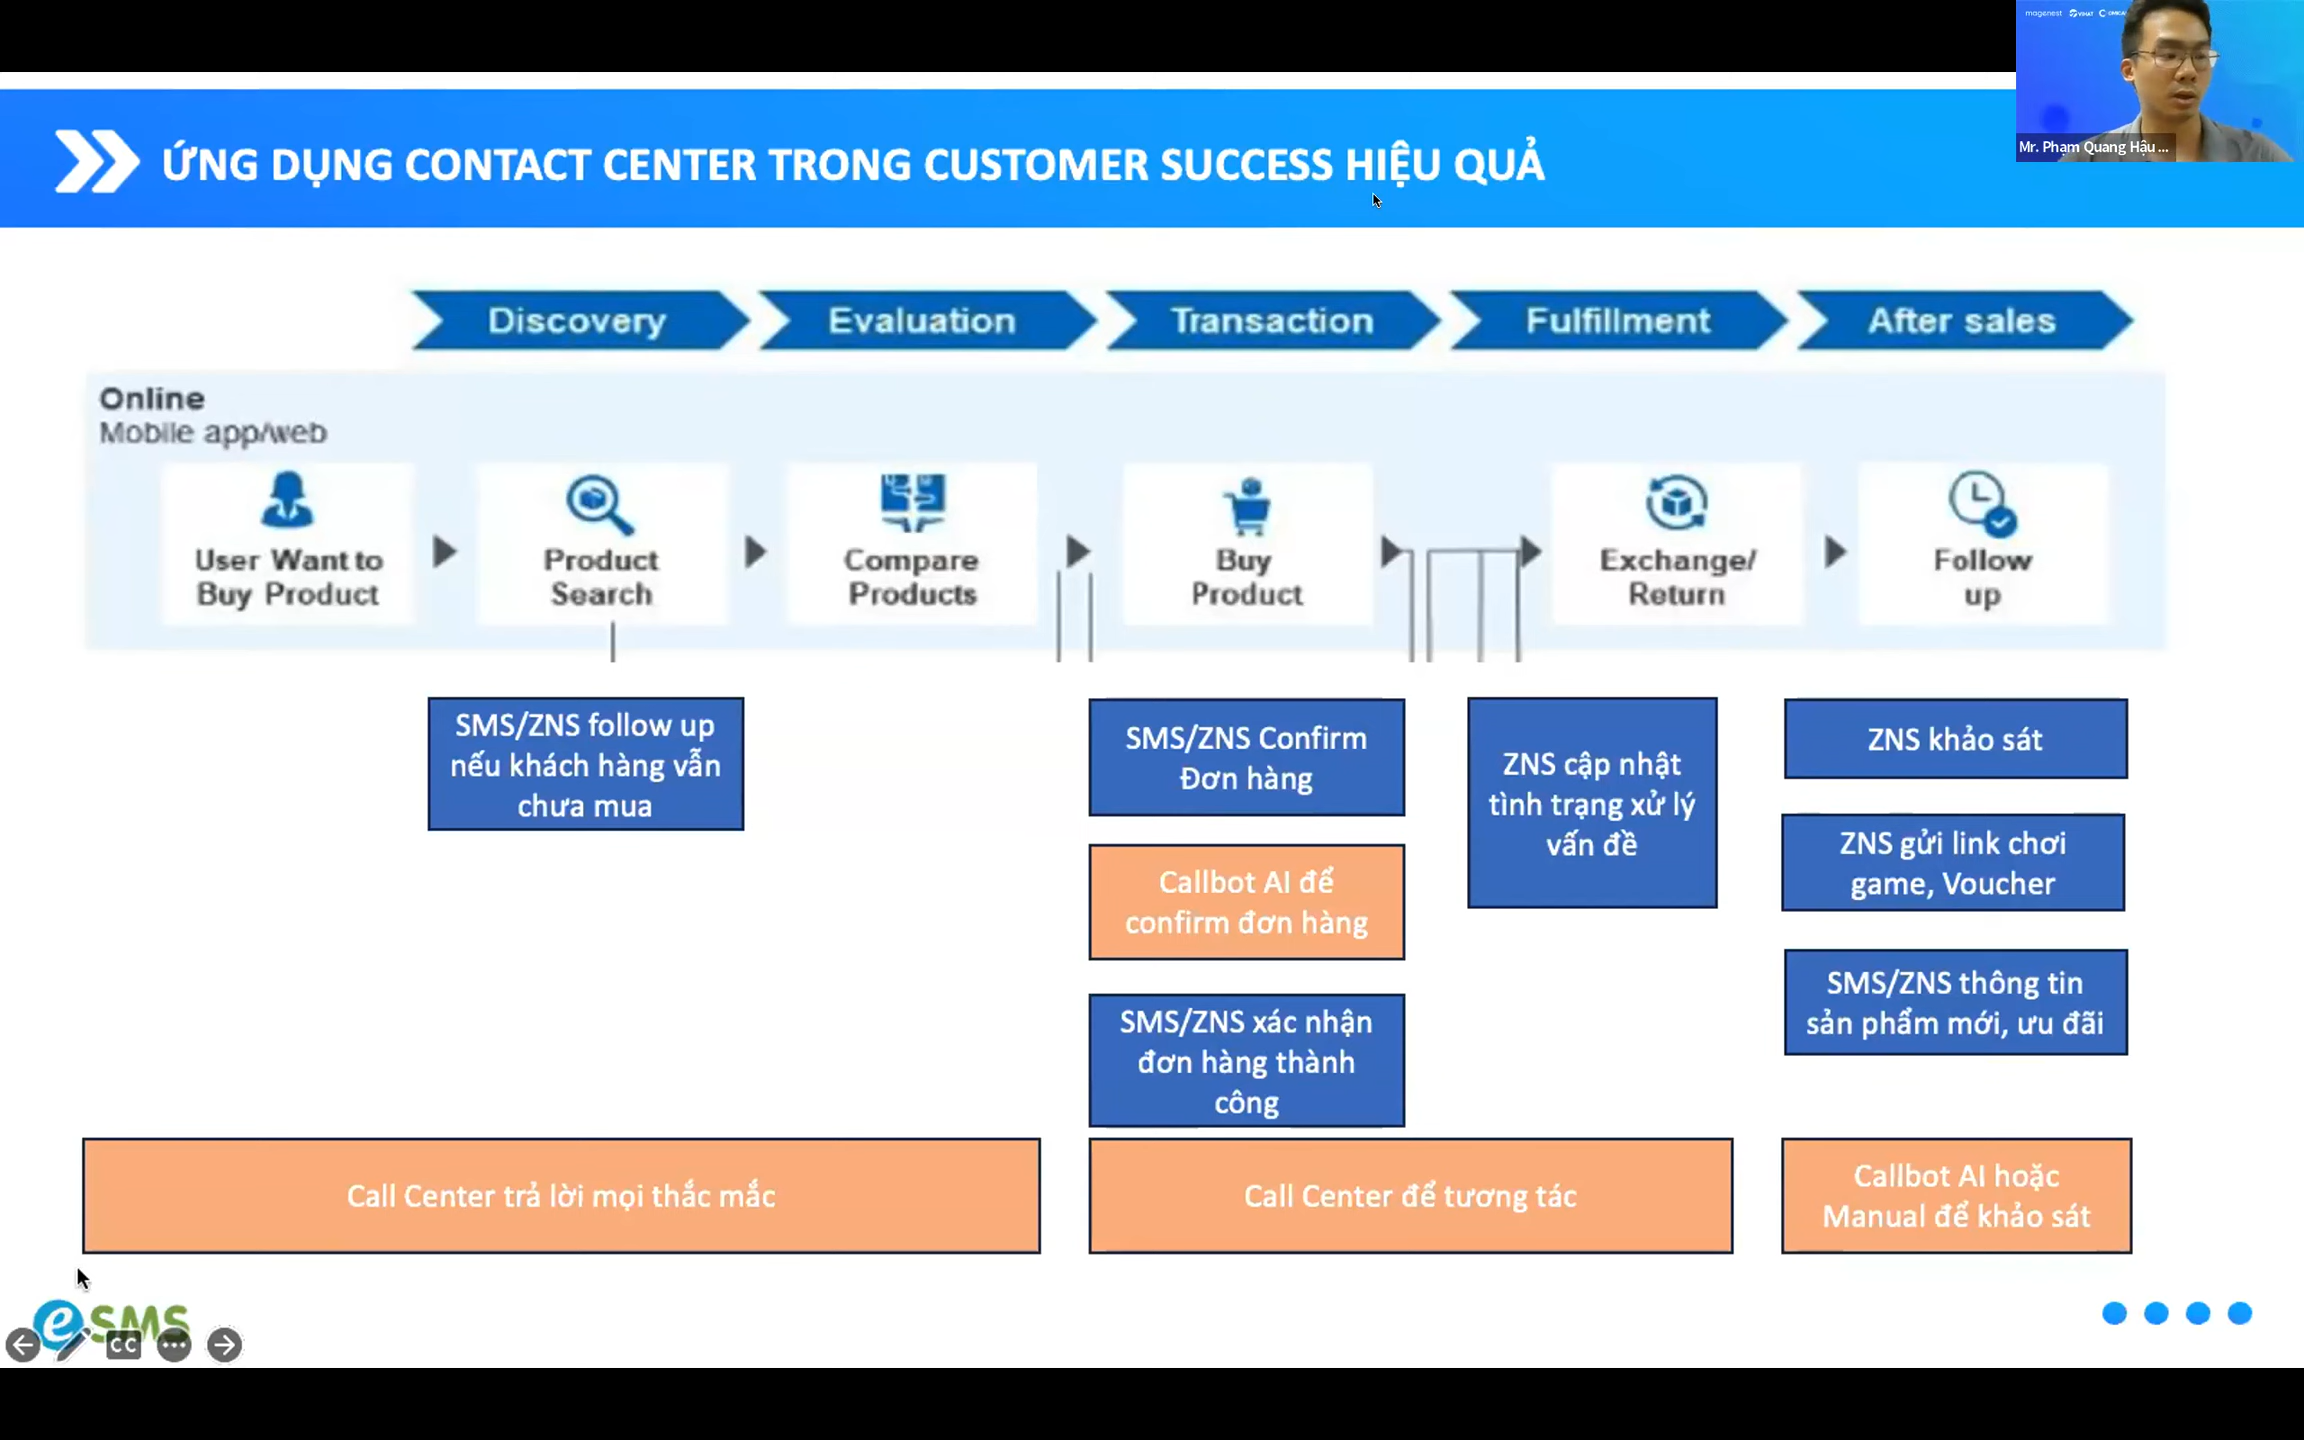 magenest VIHAT
Mr. Phạm Quang Hậu ...
ỨNG DỤNG CONTACT CENTER TRONG CUSTOMER SUCCESS HIỆU QUẢ
Discovery
Evaluation
Transaction
Fulfillment
After sales
Online
Mobile app/web
User Want to
Buy Product
Product
Search
Compare
Products
Buy
Product
Exchange/
Return
Follow
up
SMS/ZNS follow up
nếu khách hàng vẫn
chưa mua
SMS/ZNS Confirm
Đơn hàng
Callbot AI để
confirm đơn hàng
SMS/ZNS xác nhận
đơn hàng thành
công
ZNS cập nhật
tình trạng xử lý
vấn đề
ZNS khảo sát
ZNS gửi link chơi
game, Voucher
SMS/ZNS thông tin
sản phẩm mới, ưu đãi
Call Center trả lời mọi thắc mắc
Call Center để tương tác
Callbot AI hoặc
Manual để khảo sát
eSMS
CC